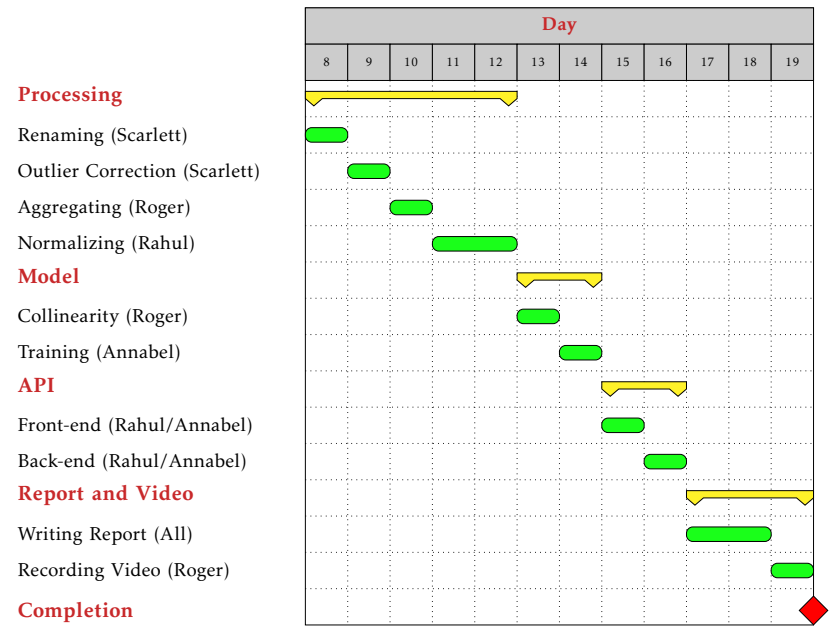 Day
8 9 10 11 12 13 14 15 16 17 18 19
Processing
Renaming (Scarlett)
Outlier Correction (Scarlett)
Aggregating (Roger)
Normalizing (Rahul)
Model
Collinearity (Roger)
Training (Annabel)
API
Front-end (Rahul/Annabel)
Back-end (Rahul/Annabel)
Report and Video
Writing Report (All)
Recording Video (Roger)
Completion